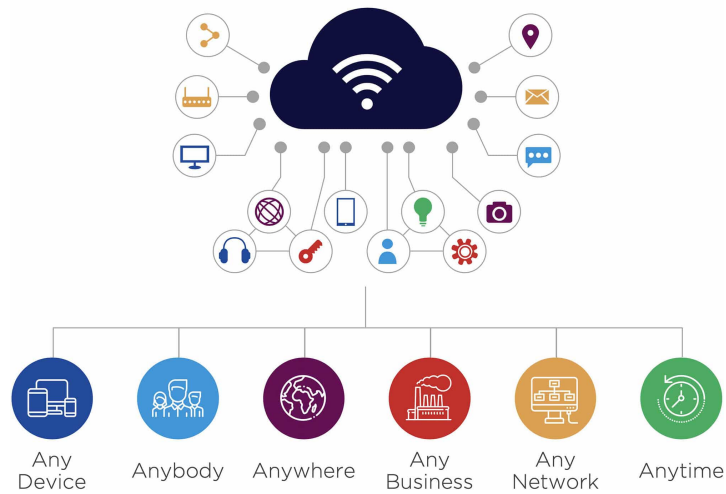 Any
Device
Anybody
Anywhere
Any
Business
Any
Network
Anytime